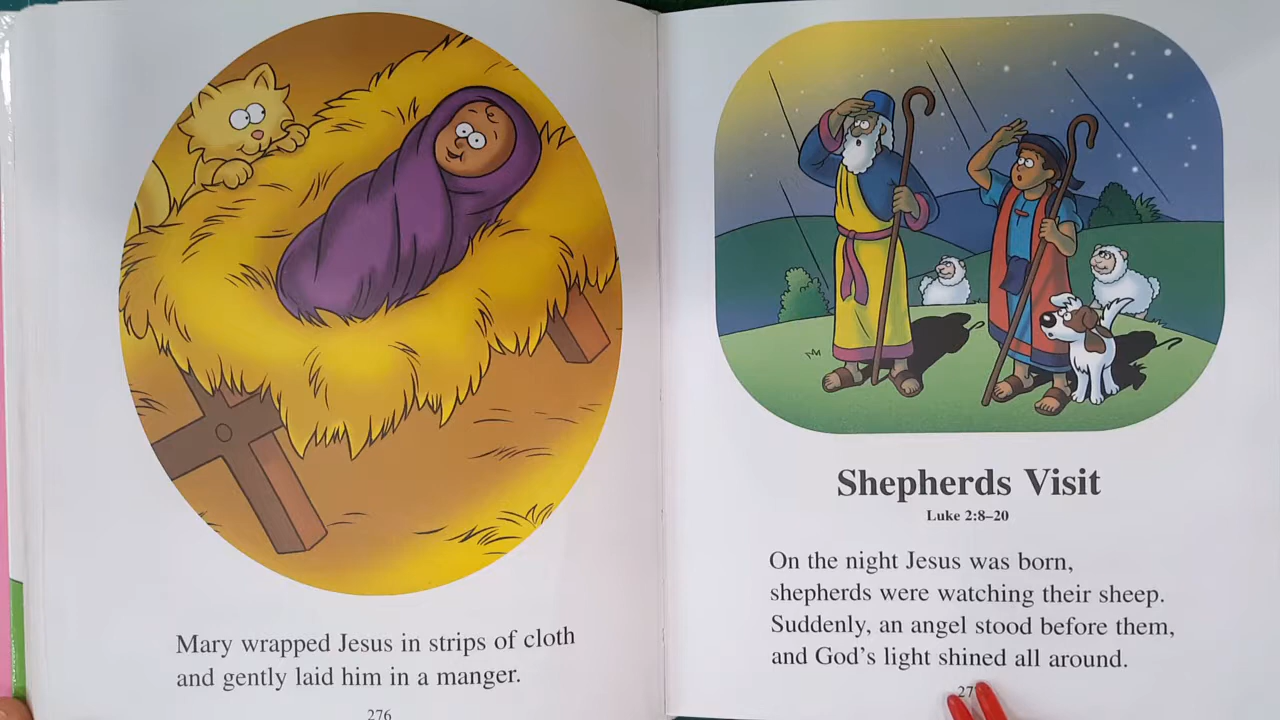 Mary wrapped Jesus in strips of cloth
and gently laid him in a manger.
276
Shepherds Visit
Luke 2:8–20
On the night Jesus was born,
shepherds were watching their sheep.
Suddenly, an angel stood before them,
and God's light shined all around.